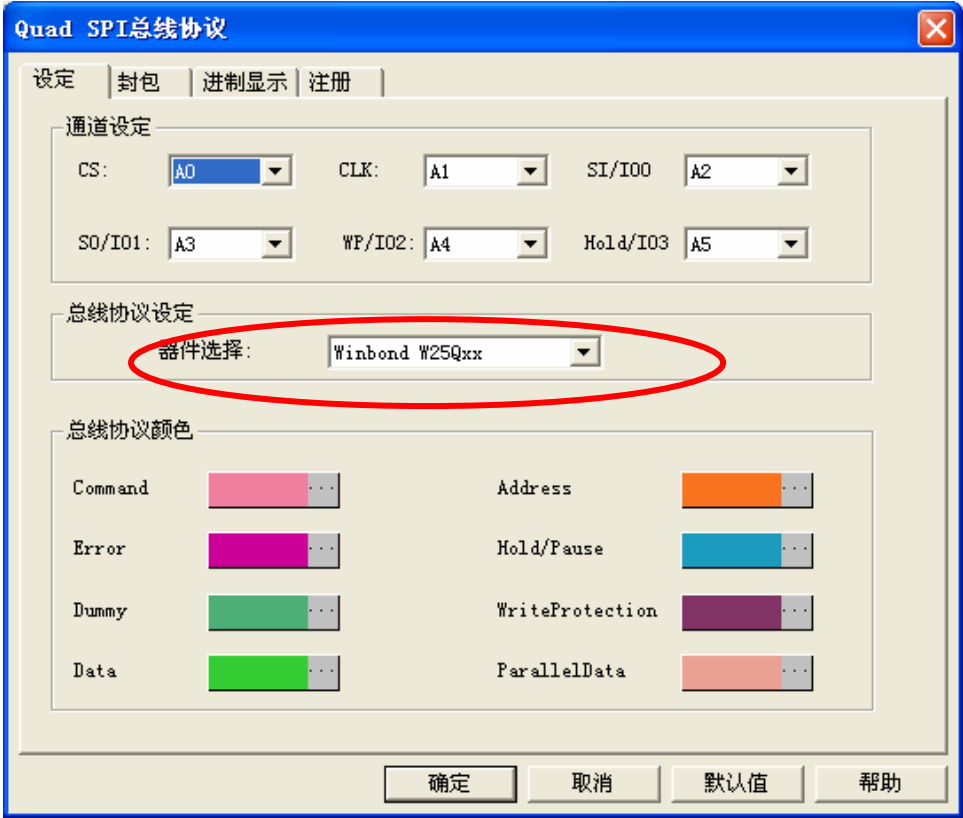 Quad SPI总线协议
设定 封包 进制显示 注册
通道设定
CS: A0 CLK: A1 SI/IO0 A2
SO/IO1: A3 WP/IO2: A4 Hold/IO3 A5
总线协议设定
器件选择: Winbond W25Qxx
总线协议颜色
Command ... Address ...
Error ... Hold/Pause ...
Dummy ... WriteProtection ...
Data ... ParallelData ...
确定 取消 默认值 帮助